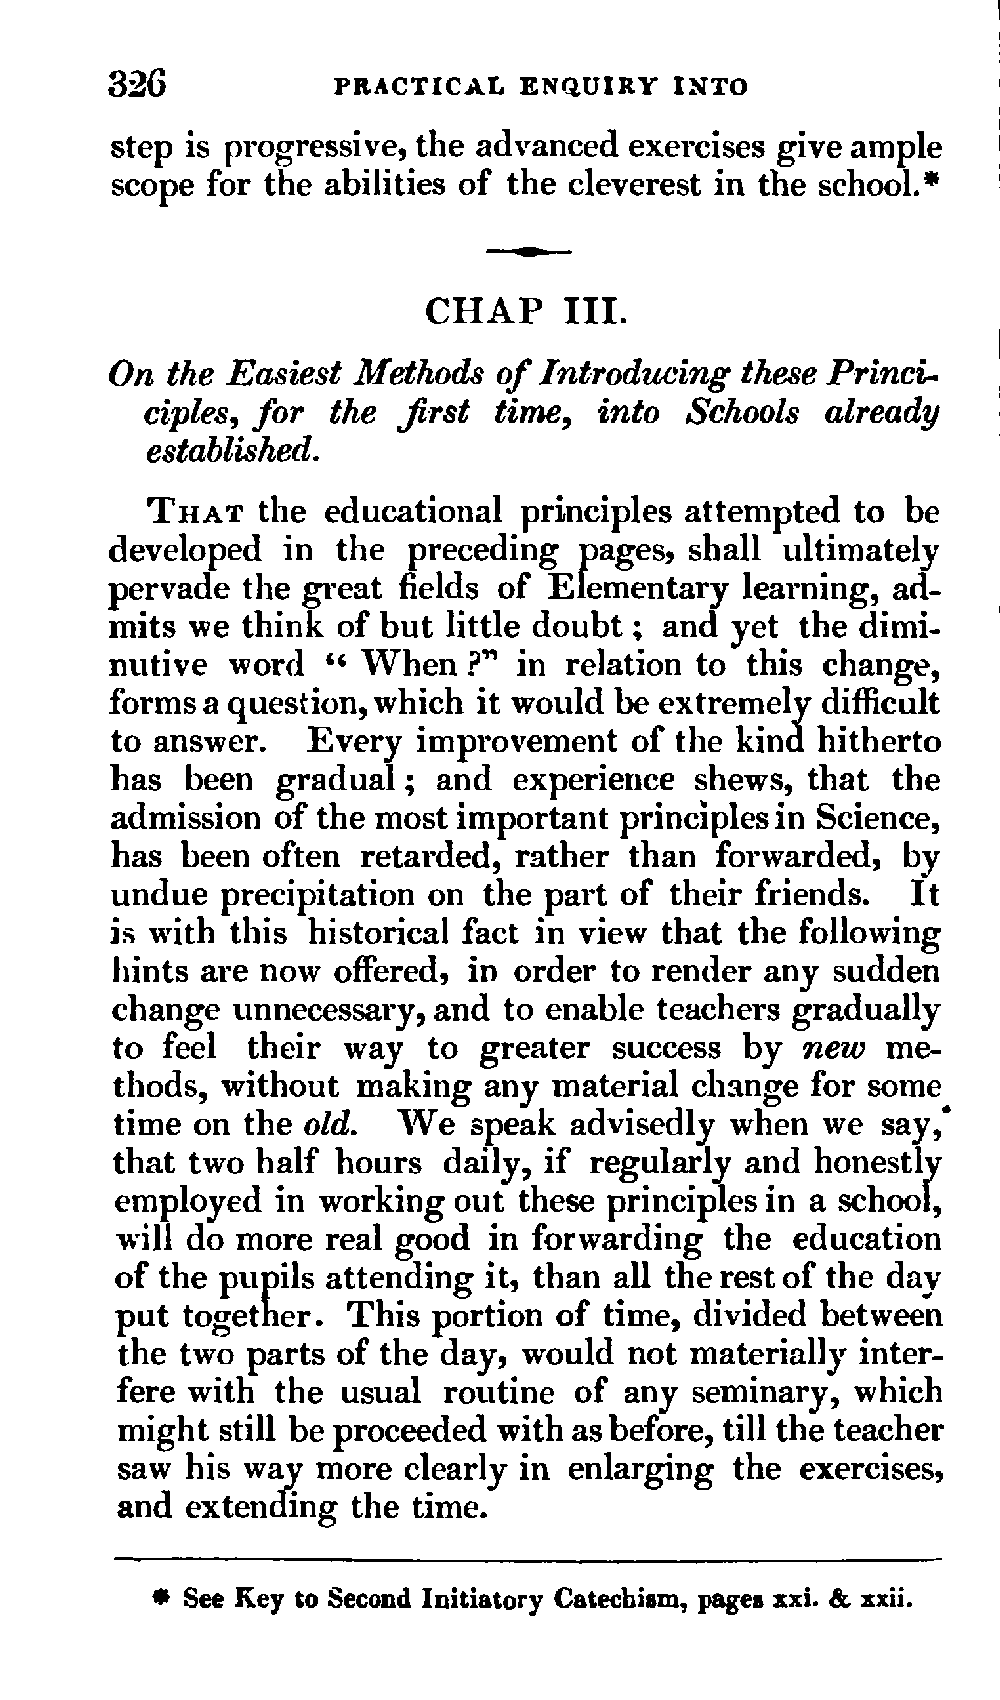 326 PRACTICAL ENQUIRY INTO
step is progressive, the advanced exercises give ample
scope for the abilities of the cleverest in the school.*
CHAP III.
On the Easiest Methods of Introducing these Princi-
ciples, for the first time, into Schools already
established.
THAT the educational principles attempted to be
developed in the preceding pages, shall ultimately
pervade the great fields of Elementary learning, ad-
mits we think of but little doubt; and yet the dimi-
nutive word “ When ?” in relation to this change,
forms a question, which it would be extremely difficult
to answer. Every improvement of the kind hitherto
has been gradual; and experience shews, that the
admission of the most important principles in Science,
has been often retarded, rather than forwarded, by
undue precipitation on the part of their friends. It
is with this historical fact in view that the following
hints are now offered, in order to render any sudden
change unnecessary, and to enable teachers gradually
to feel their way to greater success by new me-
thods, without making any material change for some
time on the old. We speak advisedly when we say,
that two half hours daily, if regularly and honestly
employed in working out these principles in a school,
will do more real good in forwarding the education
of the pupils attending it, than all the rest of the day
put together. This portion of time, divided between
the two parts of the day, would not materially inter-
fere with the usual routine of any seminary, which
might still be proceeded with as before, till the teacher
saw his way more clearly in enlarging the exercises,
and extending the time.
* See Key to Second Initiatory Catechism, pages xxi. & xxii.